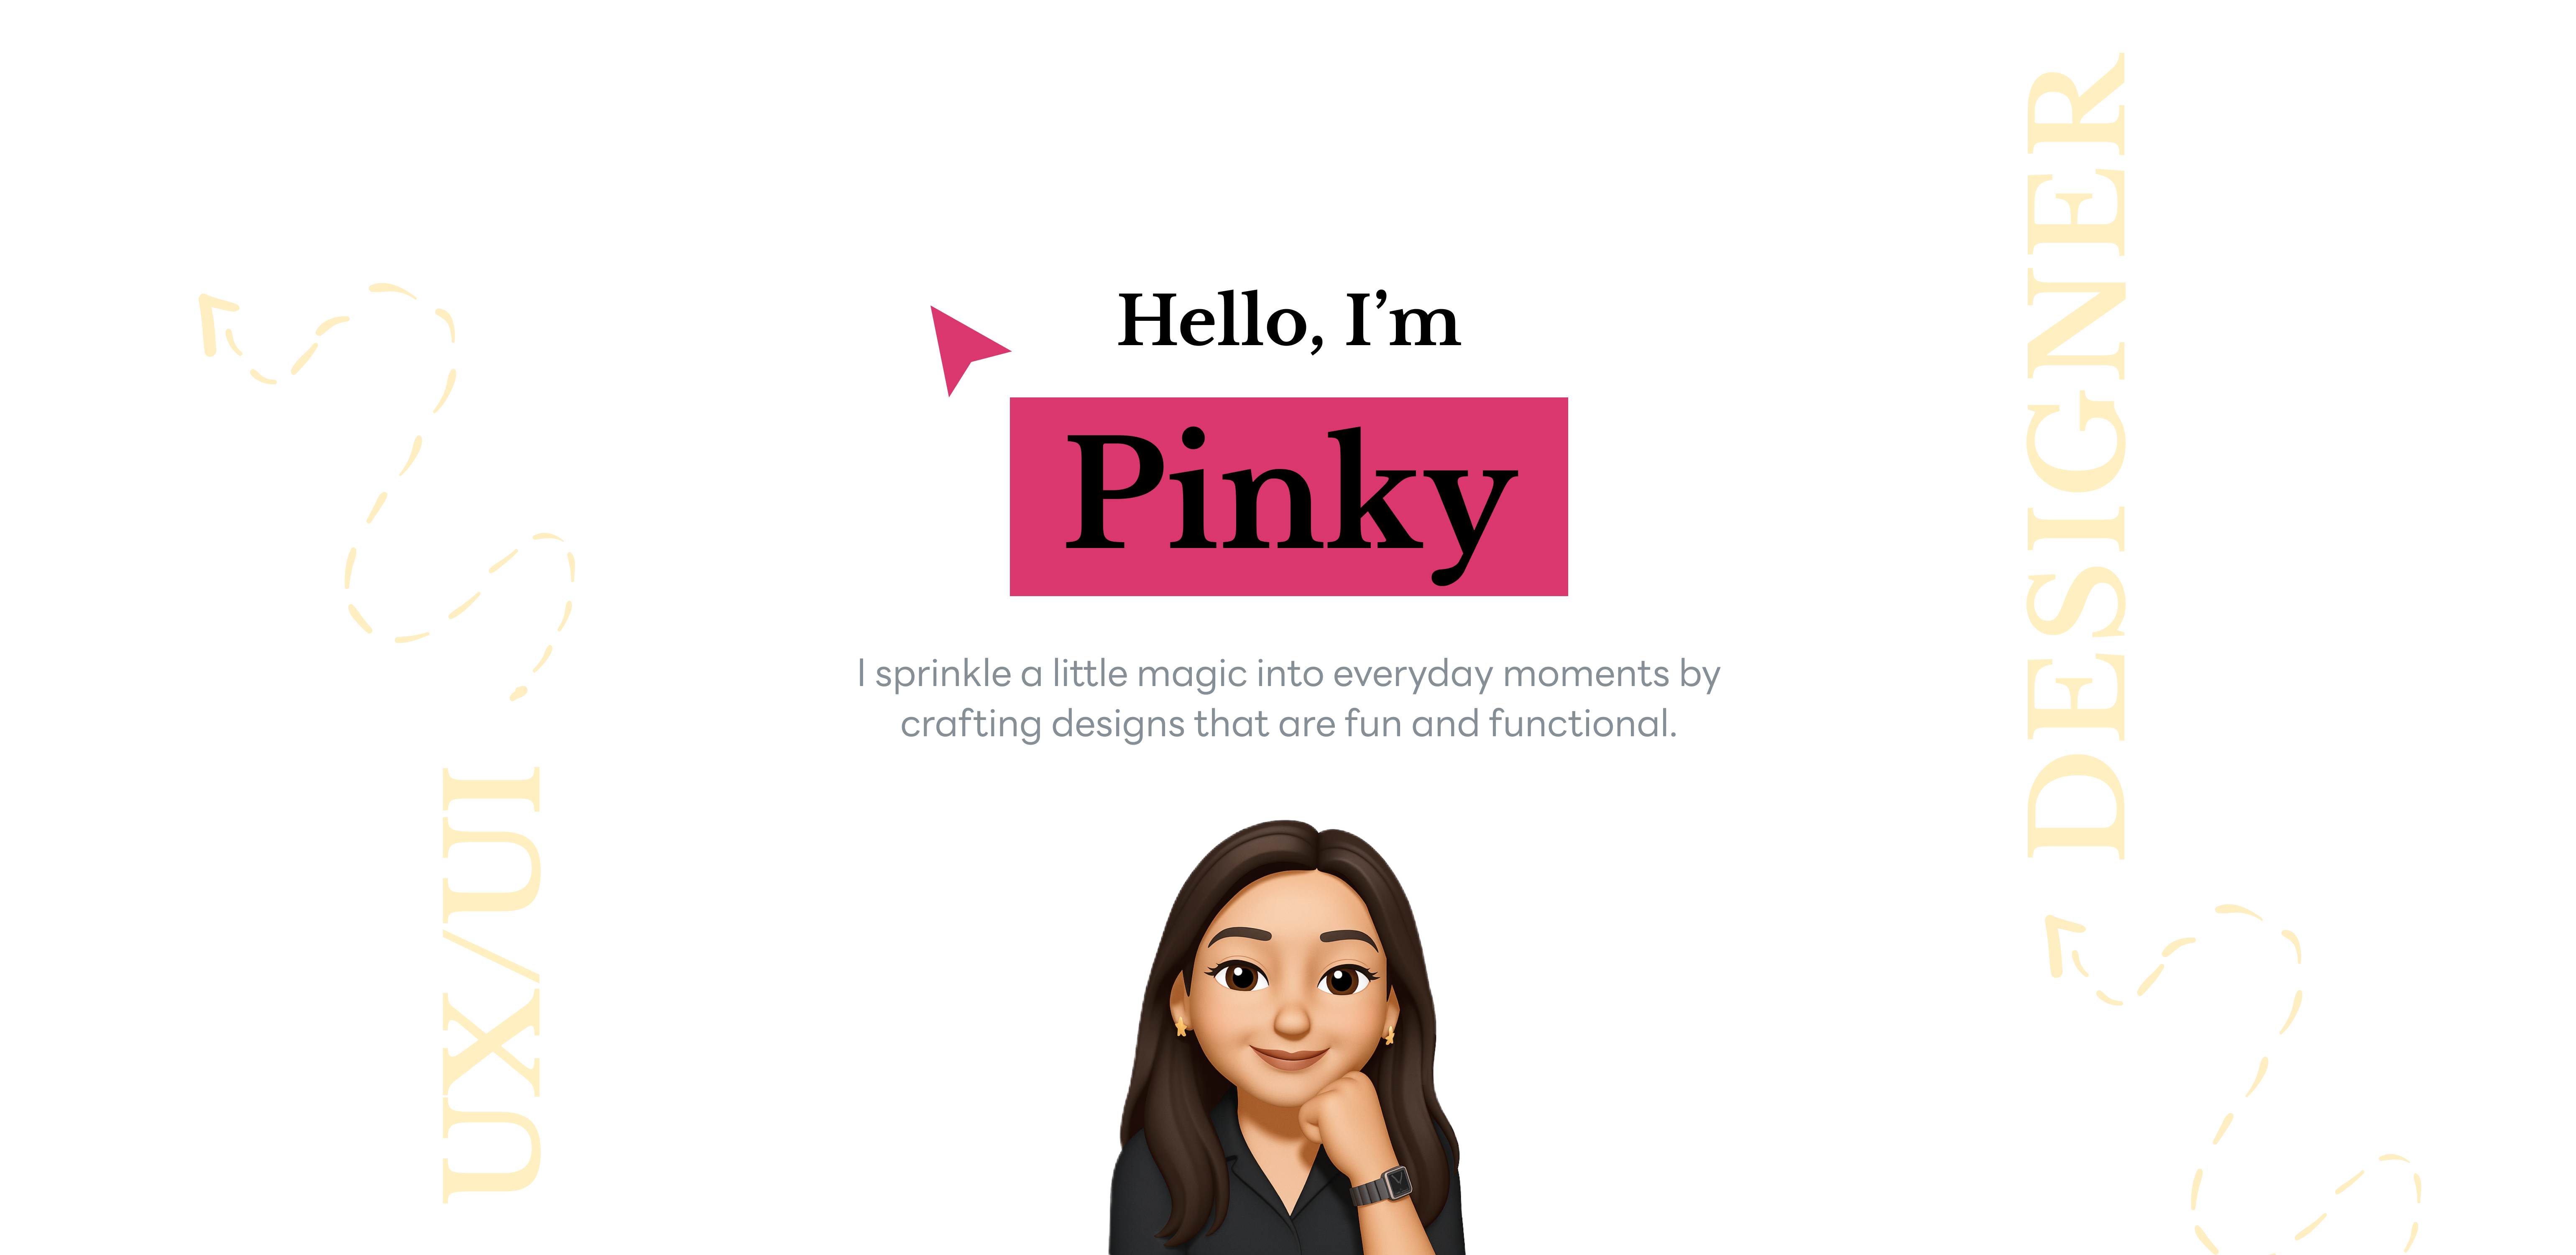 Hello, I’m
Pinky
I sprinkle a little magic into everyday moments by
crafting designs that are fun and functional.
UX/UI
DESIGNER